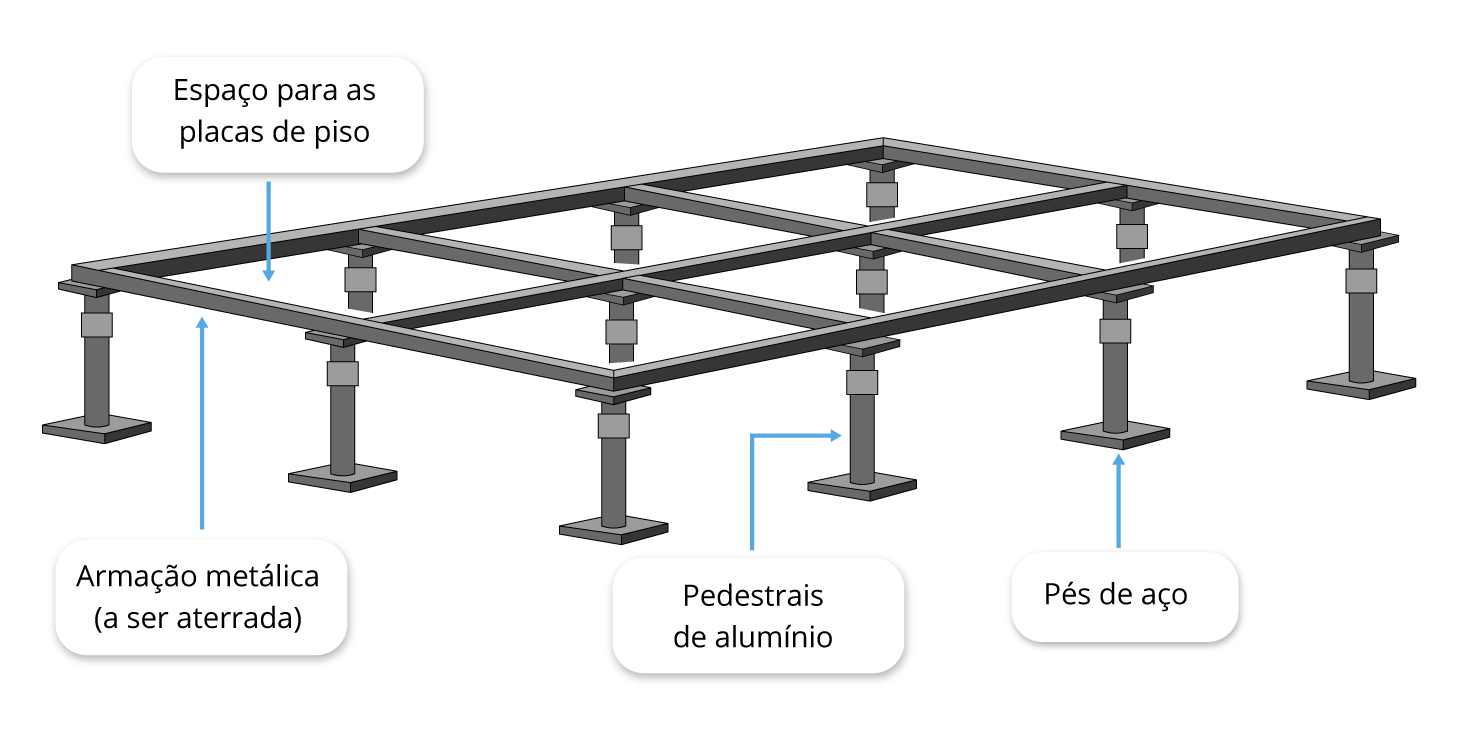 Espaço para as
placas de piso
Armação metálica
(a ser aterrada)
Pedestrais
de alumínio
Pés de aço